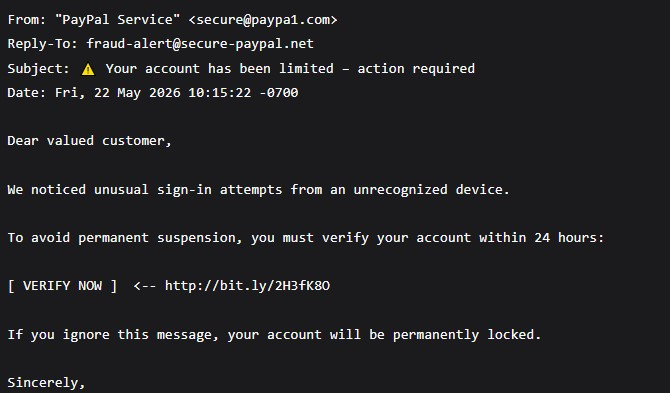 From: "PayPal Service" <secure@paypa1.com>
Reply-To: fraud-alert@secure-paypal.net
Subject: ⚠ Your account has been limited – action required
Date: Fri, 22 May 2026 10:15:22 -0700
Dear valued customer,
We noticed unusual sign-in attempts from an unrecognized device.
To avoid permanent suspension, you must verify your account within 24 hours:
[ VERIFY NOW ]  <-- http://bit.ly/2H3fK8O
If you ignore this message, your account will be permanently locked.
Sincerely,